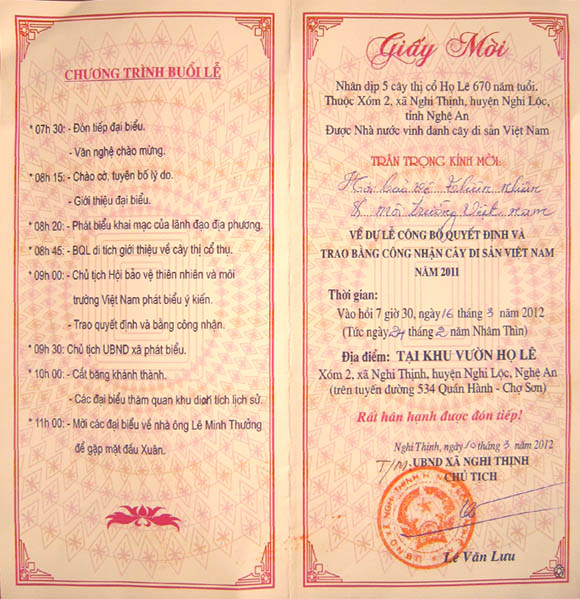 CHƯƠNG TRÌNH BUỔI LỄ
* 07h 30: - Đón tiếp đại biểu.
- Văn nghệ chào mừng.
* 08h 15: - Chào cờ, tuyên bố lý do.
- Giới thiệu đại biểu.
* 08h 20: - Phát biểu khai mạc của lãnh đạo địa phương.
* 08h 45: - BQL di tích giới thiệu về cây thị cổ thụ.
* 09h 00: - Chủ tịch Hội bảo vệ thiên nhiên và môi
trường Việt Nam phát biểu ý kiến.
- Trao quyết định và bằng công nhận.
* 09h 30: Chủ tịch UBND xã phát biểu.
* 10h 00: - Cắt băng khánh thành.
- Các đại biểu thăm quan khu di tích lịch sử.
* 11h 00: - Mời các đại biểu về nhà ông Lê Minh Thưởng
để gặp mặt đầu Xuân.
Giấy Mời
Nhân dịp 5 cây thị cổ Họ Lê 670 năm tuổi.
Thuộc Xóm 2, xã Nghi Thịnh, huyện Nghi Lộc,
tỉnh Nghệ An
Được Nhà nước vinh danh cây di sản Việt Nam
TRÂN TRỌNG KÍNH MỜI:
Hội bảo vệ thiên nhiên
& môi trường Việt nam
VỀ DỰ LỄ CÔNG BỐ QUYẾT ĐỊNH VÀ
TRAO BẰNG CÔNG NHẬN CÂY DI SẢN VIỆT NAM
NĂM 2011
Thời gian:
Vào hồi 7 giờ 30, ngày 16 tháng 3 năm 2012
(Tức ngày 24 tháng 2 năm Nhâm Thìn)
Địa điểm: TẠI KHU VƯỜN HỌ LÊ
Xóm 2, xã Nghi Thịnh, huyện Nghi Lộc, Nghệ An
(trên tuyến đường 534 Quán Hành - Chợ Sơn)
Rất hân hạnh được đón tiếp!
Nghi Thịnh, ngày 10 tháng 3 năm 2012
T/M. UBND XÃ NGHI THỊNH
CHỦ TỊCH
Lê Văn Lưu